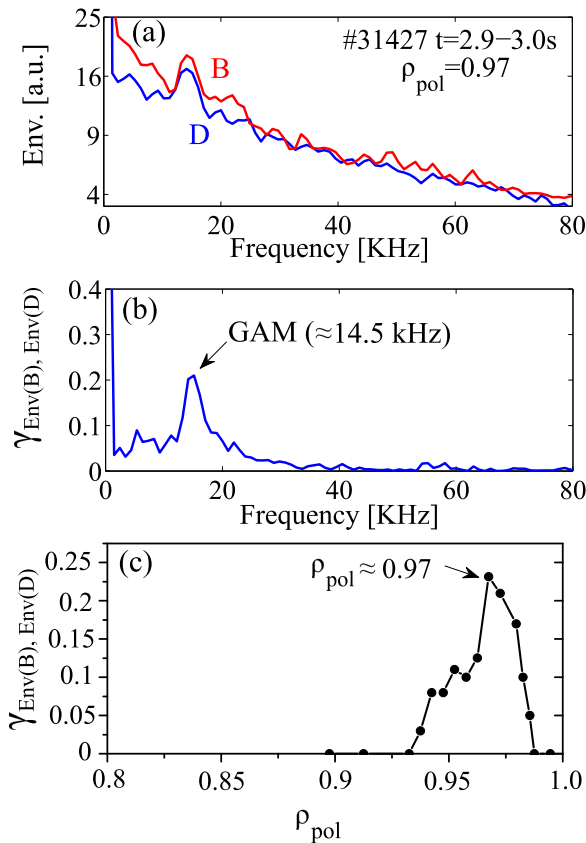 (a)
#31427 t=2.9−3.0s
ρpol=0.97
B
D
Env. [a.u.]
25
16
9
4
0
20
40
60
80
Frequency [KHz]
(b)
GAM (≈14.5 kHz)
γEnv(B), Env(D)
0.4
0.3
0.2
0.1
0
0
20
40
60
80
Frequency [KHz]
(c)
ρpol ≈ 0.97
γEnv(B), Env(D)
0.25
0.2
0.15
0.1
0.05
0
0.8
0.85
0.9
0.95
1.0
ρpol